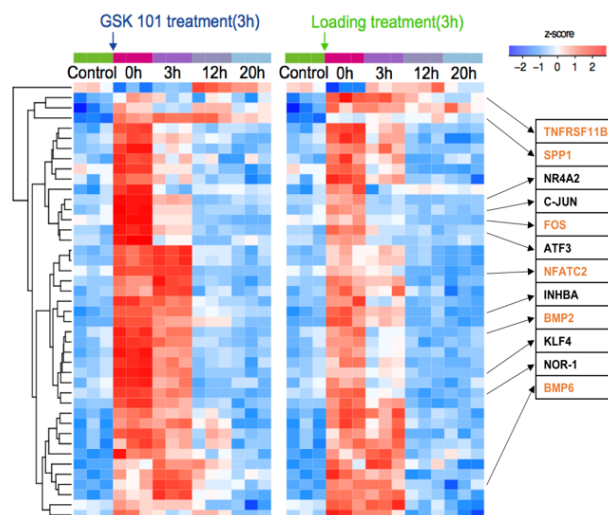 GSK 101 treatment(3h)
Loading treatment(3h)
z-score
-2 -1 0 1 2
Control 0h 3h 12h 20h
Control 0h 3h 12h 20h
TNFRSF11B
SPP1
NR4A2
C-JUN
FOS
ATF3
NFATC2
INHBA
BMP2
KLF4
NOR-1
BMP6